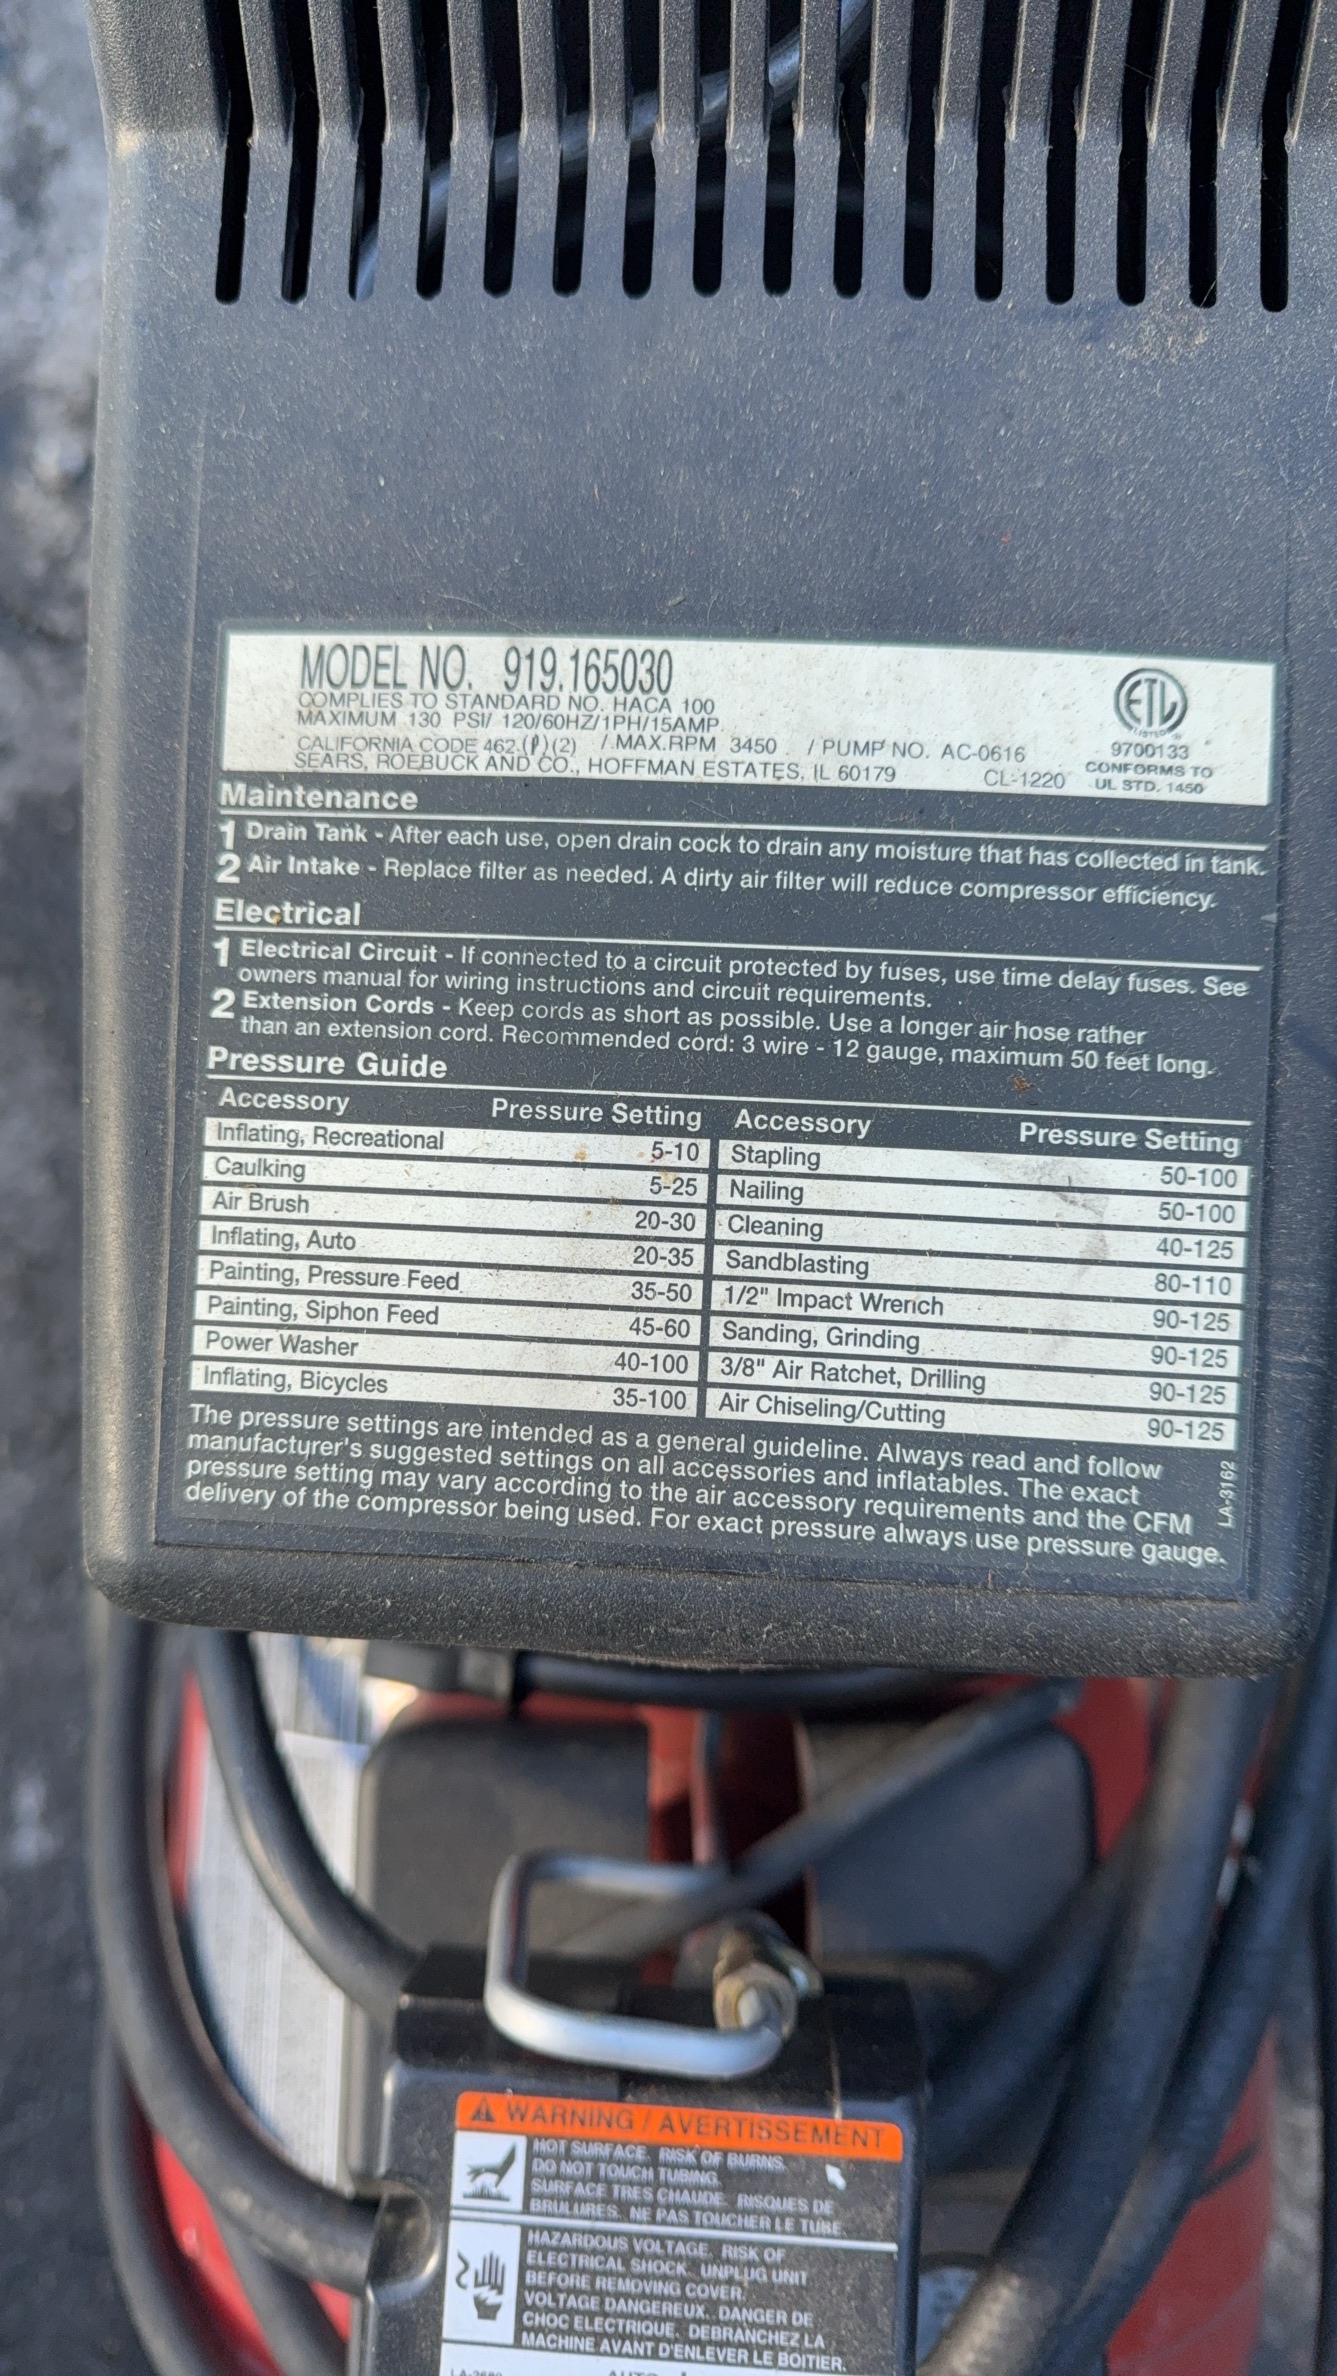 MODEL NO. 919.165030
COMPLIES TO STANDARD NO. HACA 100
MAXIMUM 130 PSI/ 120/60HZ/1PH/15AMP.
CALIFORNIA CODE 462.(l)(2) / MAX.RPM 3450 / PUMP NO. AC-0616
SEARS, ROEBUCK AND CO., HOFFMAN ESTATES, IL 60179 CL-1220
ETL
LISTED
9700133
CONFORMS TO
UL STD. 1450
Maintenance
1 Drain Tank - After each use, open drain cock to drain any moisture that has collected in tank.
2 Air Intake - Replace filter as needed. A dirty air filter will reduce compressor efficiency.
Electrical
1 Electrical Circuit - If connected to a circuit protected by fuses, use time delay fuses. See
owners manual for wiring instructions and circuit requirements.
2 Extension Cords - Keep cords as short as possible. Use a longer air hose rather
than an extension cord. Recommended cord: 3 wire - 12 gauge, maximum 50 feet long.
Pressure Guide
Accessory Pressure Setting Accessory Pressure Setting
Inflating, Recreational 5-10 Stapling 50-100
Caulking 5-25 Nailing 50-100
Air Brush 20-30 Cleaning 40-125
Inflating, Auto 20-35 Sandblasting 80-110
Painting, Pressure Feed 35-50 1/2" Impact Wrench 90-125
Painting, Siphon Feed 45-60 Sanding, Grinding 90-125
Power Washer 40-100 3/8" Air Ratchet, Drilling 90-125
Inflating, Bicycles 35-100 Air Chiseling/Cutting 90-125
The pressure settings are intended as a general guideline. Always read and follow
manufacturer's suggested settings on all accessories and inflatables. The exact
pressure setting may vary according to the air accessory requirements and the CFM
delivery of the compressor being used. For exact pressure always use pressure gauge.
LA-3162
WARNING / AVERTISSEMENT
HOT SURFACE. RISK OF BURNS.
DO NOT TOUCH TUBING.
SURFACE TRES CHAUDE. RISQUES DE
BRULURES. NE PAS TOUCHER LE TUBE.
HAZARDOUS VOLTAGE. RISK OF
ELECTRICAL SHOCK. UNPLUG UNIT
BEFORE REMOVING COVER.
VOLTAGE DANGEREUX. DANGER DE
CHOC ELECTRIQUE. DEBRANCHEZ LA
MACHINE AVANT D'ENLEVER LE BOITIER.